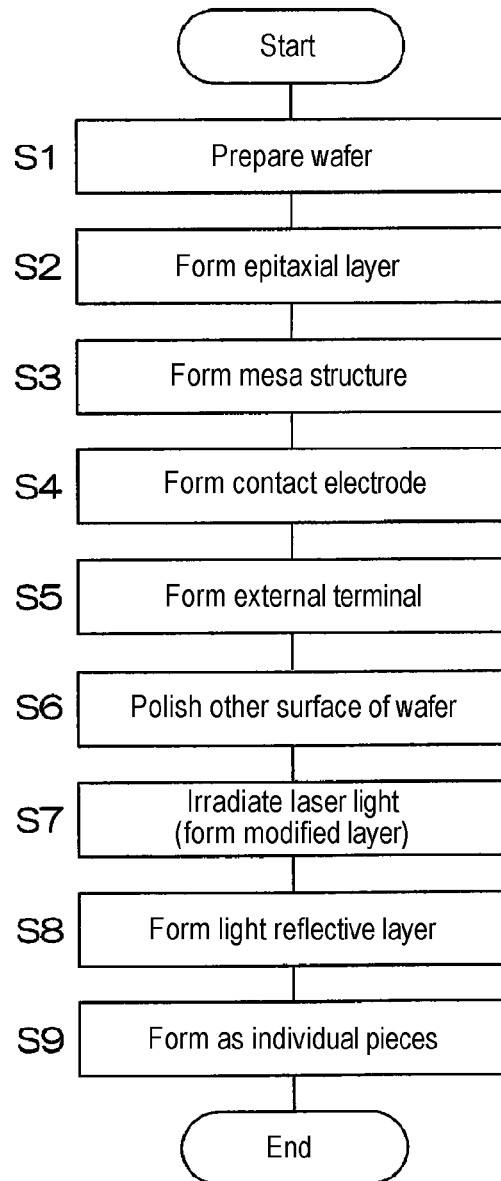 Start
S1 Prepare wafer
S2 Form epitaxial layer
S3 Form mesa structure
S4 Form contact electrode
S5 Form external terminal
S6 Polish other surface of wafer
S7 Irradiate laser light
(form modified layer)
S8 Form light reflective layer
S9 Form as individual pieces
End